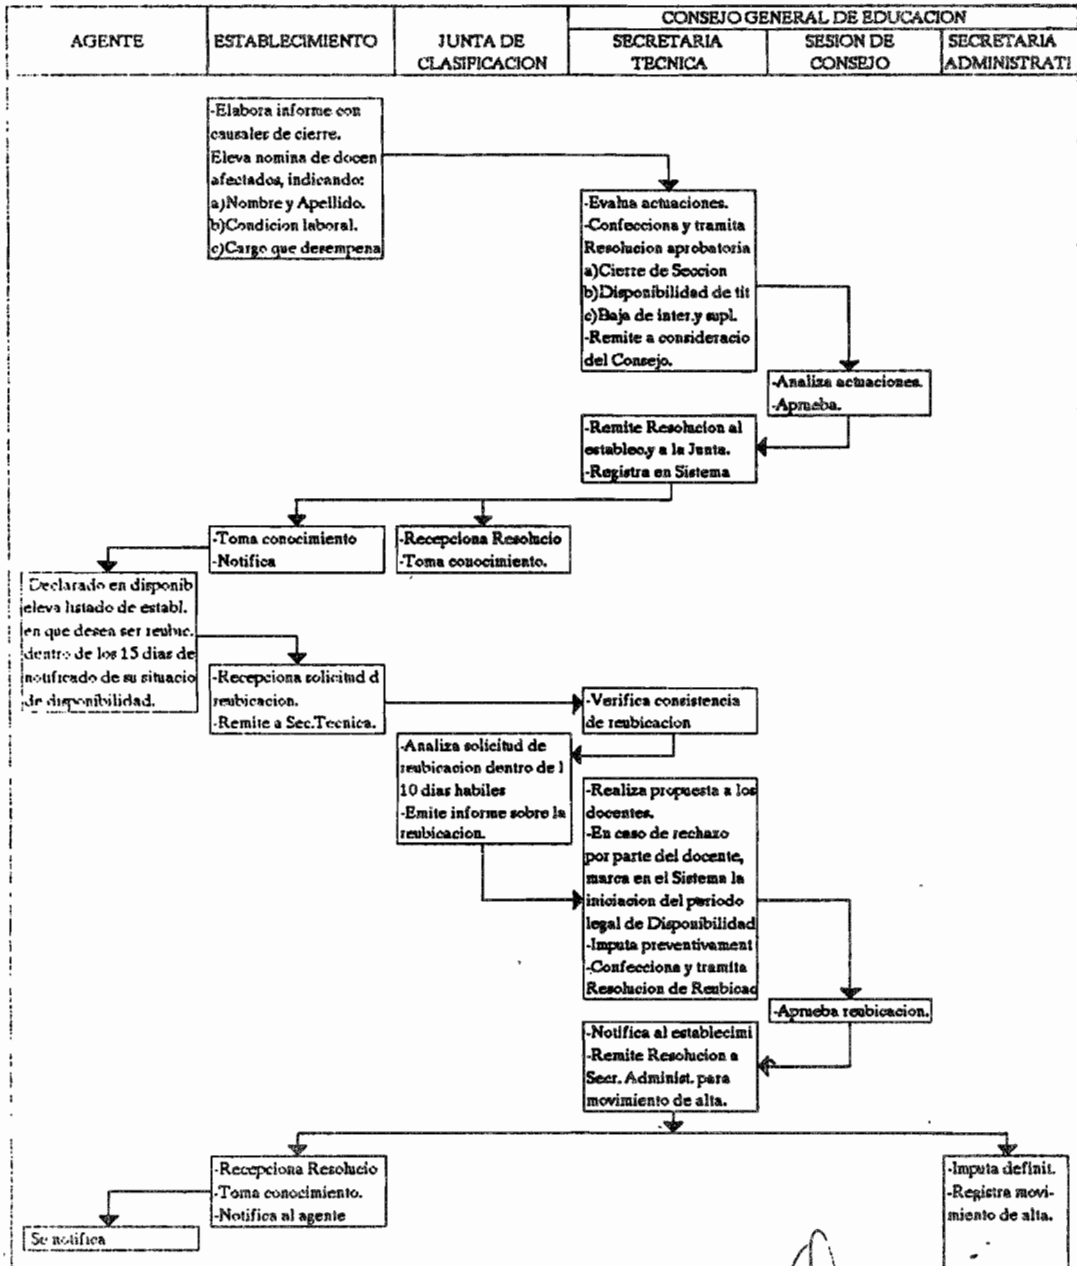 CONSEJO GENERAL DE EDUCACION
AGENTE
ESTABLECIMIENTO
JUNTA DE
CLASIFICACION
SECRETARIA
TECNICA
SESION DE
CONSEJO
SECRETARIA
ADMINISTRATI
-Elabora informe con
causales de cierre.
Eleva nomina de docen
afectados, indicando:
a)Nombre y Apellido.
b)Condicion laboral.
c)Cargo que desempena
-Evalua actuaciones.
-Confecciona y tramita
Resolucion aprobatoria
a)Cierre de Seccion
b)Disponibilidad de tit
c)Baja de inter.y supl.
-Remite a consideracio
del Consejo.
-Analiza actuaciones.
-Aprueba.
-Remite Resolucion al
establec.y a la Junta.
-Registra en Sistema
-Toma conocimiento
-Notifica
-Recepciona Resolucio
-Toma conocimiento.
Declarado en disponib
eleva listado de establ.
en que desea ser reubic.
dentro de los 15 dias de
notificado de su situacio
de disponibilidad.
-Recepciona solicitud d
reubicacion.
-Remite a Sec.Tecnica.
-Verifica consistencia
de reubicacion
-Analiza solicitud de
reubicacion dentro de l
10 dias habiles
-Emite informe sobre la
reubicacion.
-Realiza propuesta a los
docentes.
-En caso de rechazo
por parte del docente,
marca en el Sistema la
iniciacion del periodo
legal de Disponibilidad
-Imputa preventivament
-Confecciona y tramita
Resolucion de Reubicac
-Aprueba reubicacion.
-Notifica al establecimi
-Remite Resolucion a
Secr. Administ. para
movimiento de alta.
-Recepciona Resolucio
-Toma conocimiento.
-Notifica al agente
-Imputa definit.
-Registra movi-
miento de alta.
Se notifica